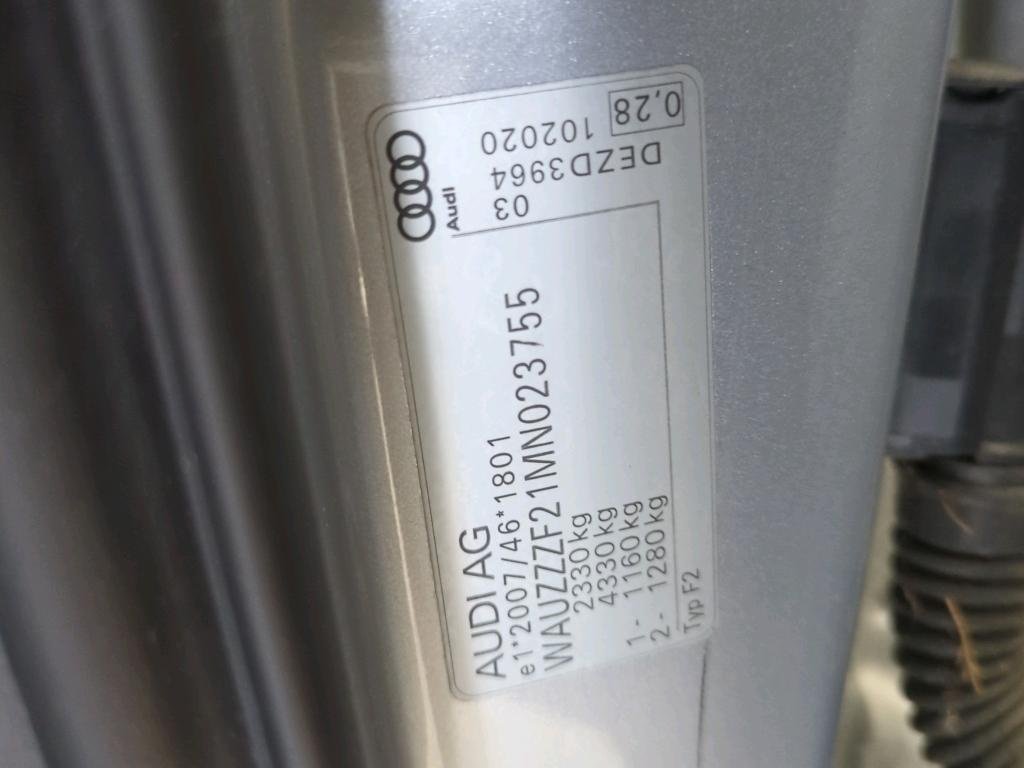 AUDI AG
e1*2007/46*1801
WAUZZZF21MN023755
2330kg
4330kg
1- 1160kg
2- 1280kg
Typ F2
Audi
03
DEZD3964
102020
0,28